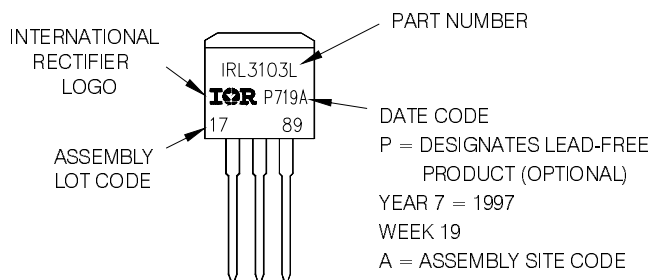 INTERNATIONAL
RECTIFIER
LOGO
ASSEMBLY
LOT CODE
IRL3103L
IOR P719A
17 89
PART NUMBER
DATE CODE
P = DESIGNATES LEAD-FREE
PRODUCT (OPTIONAL)
YEAR 7 = 1997
WEEK 19
A = ASSEMBLY SITE CODE